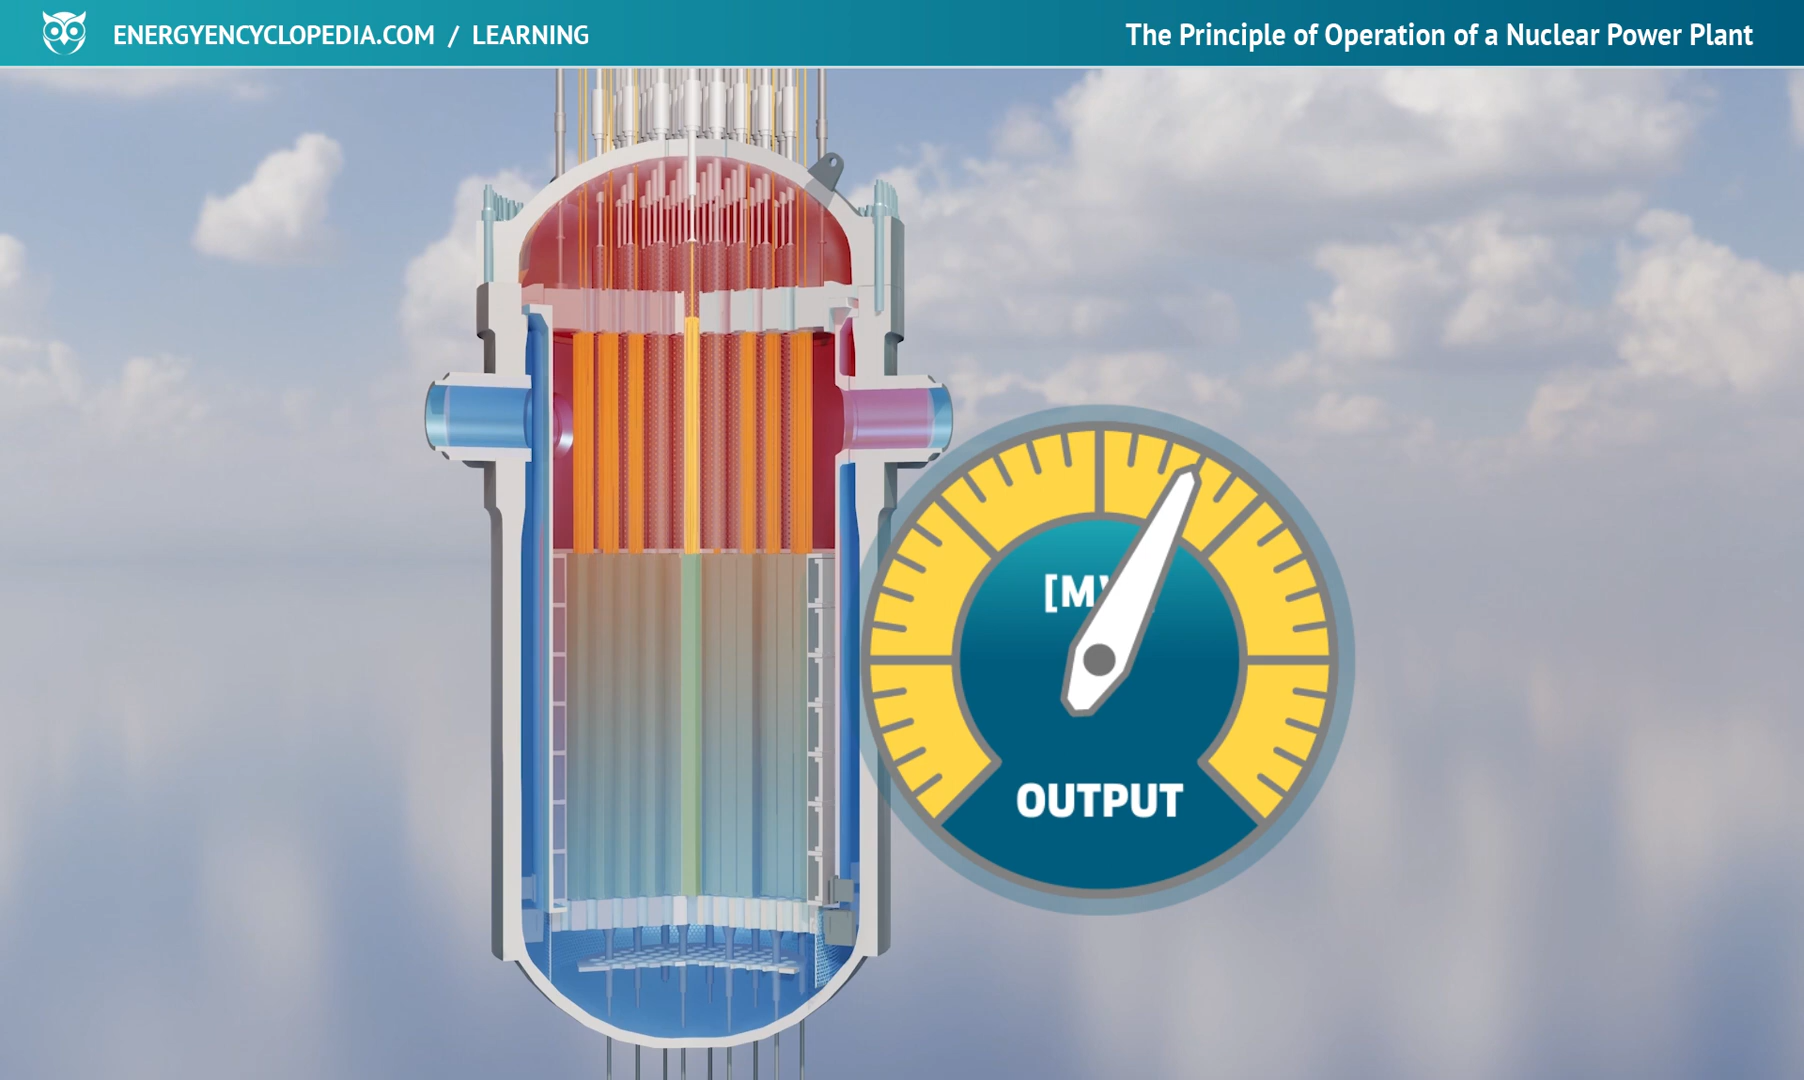 ENERGYENCYCLOPEDIA.COM / LEARNING
The Principle of Operation of a Nuclear Power Plant
OUTPUT